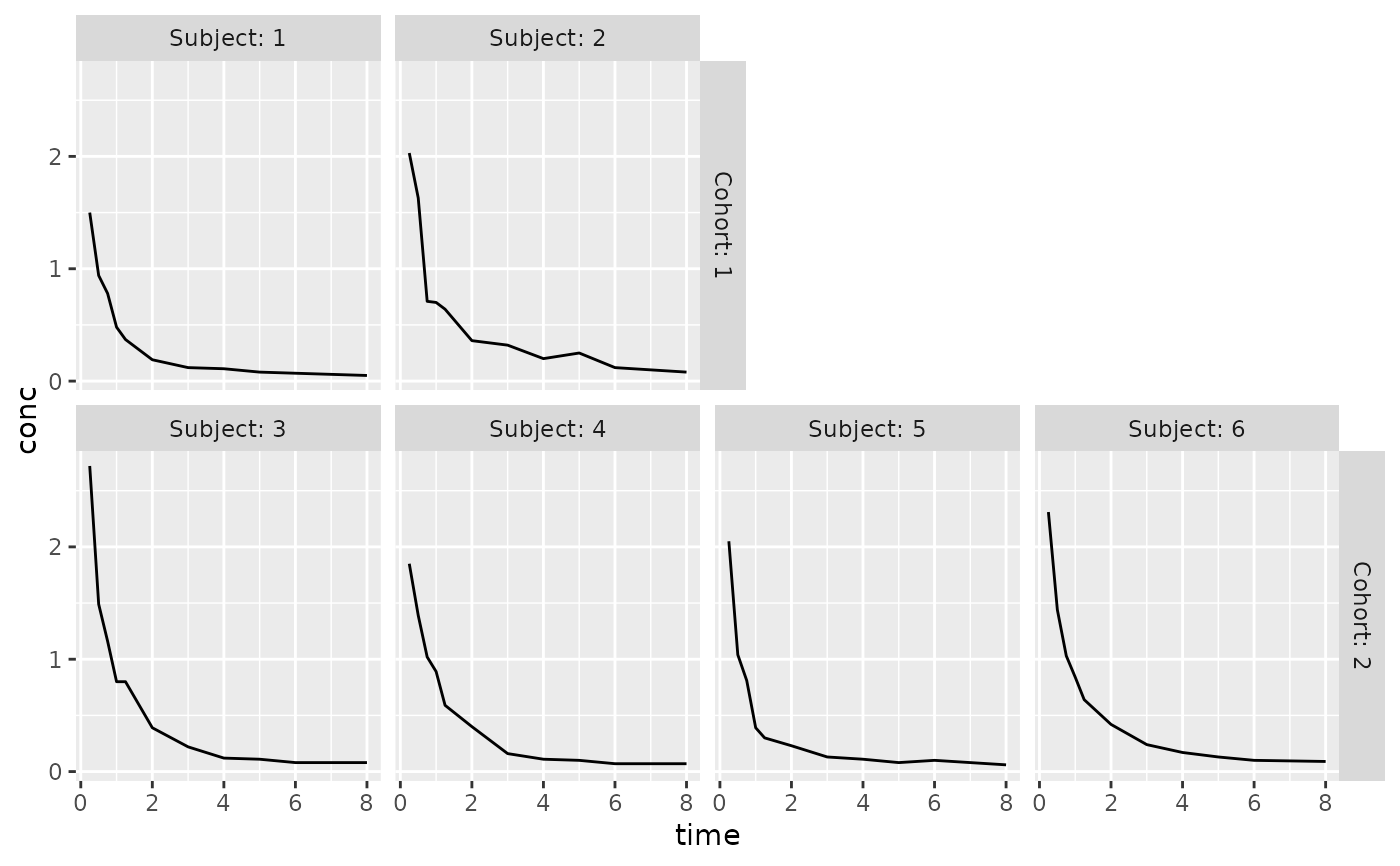 Subject: 1
Subject: 2
Cohort: 1
2
1
0
conc
Subject: 3
Subject: 4
Subject: 5
Subject: 6
Cohort: 2
2
1
0
0 2 4 6 8
0 2 4 6 8
0 2 4 6 8
0 2 4 6 8
time